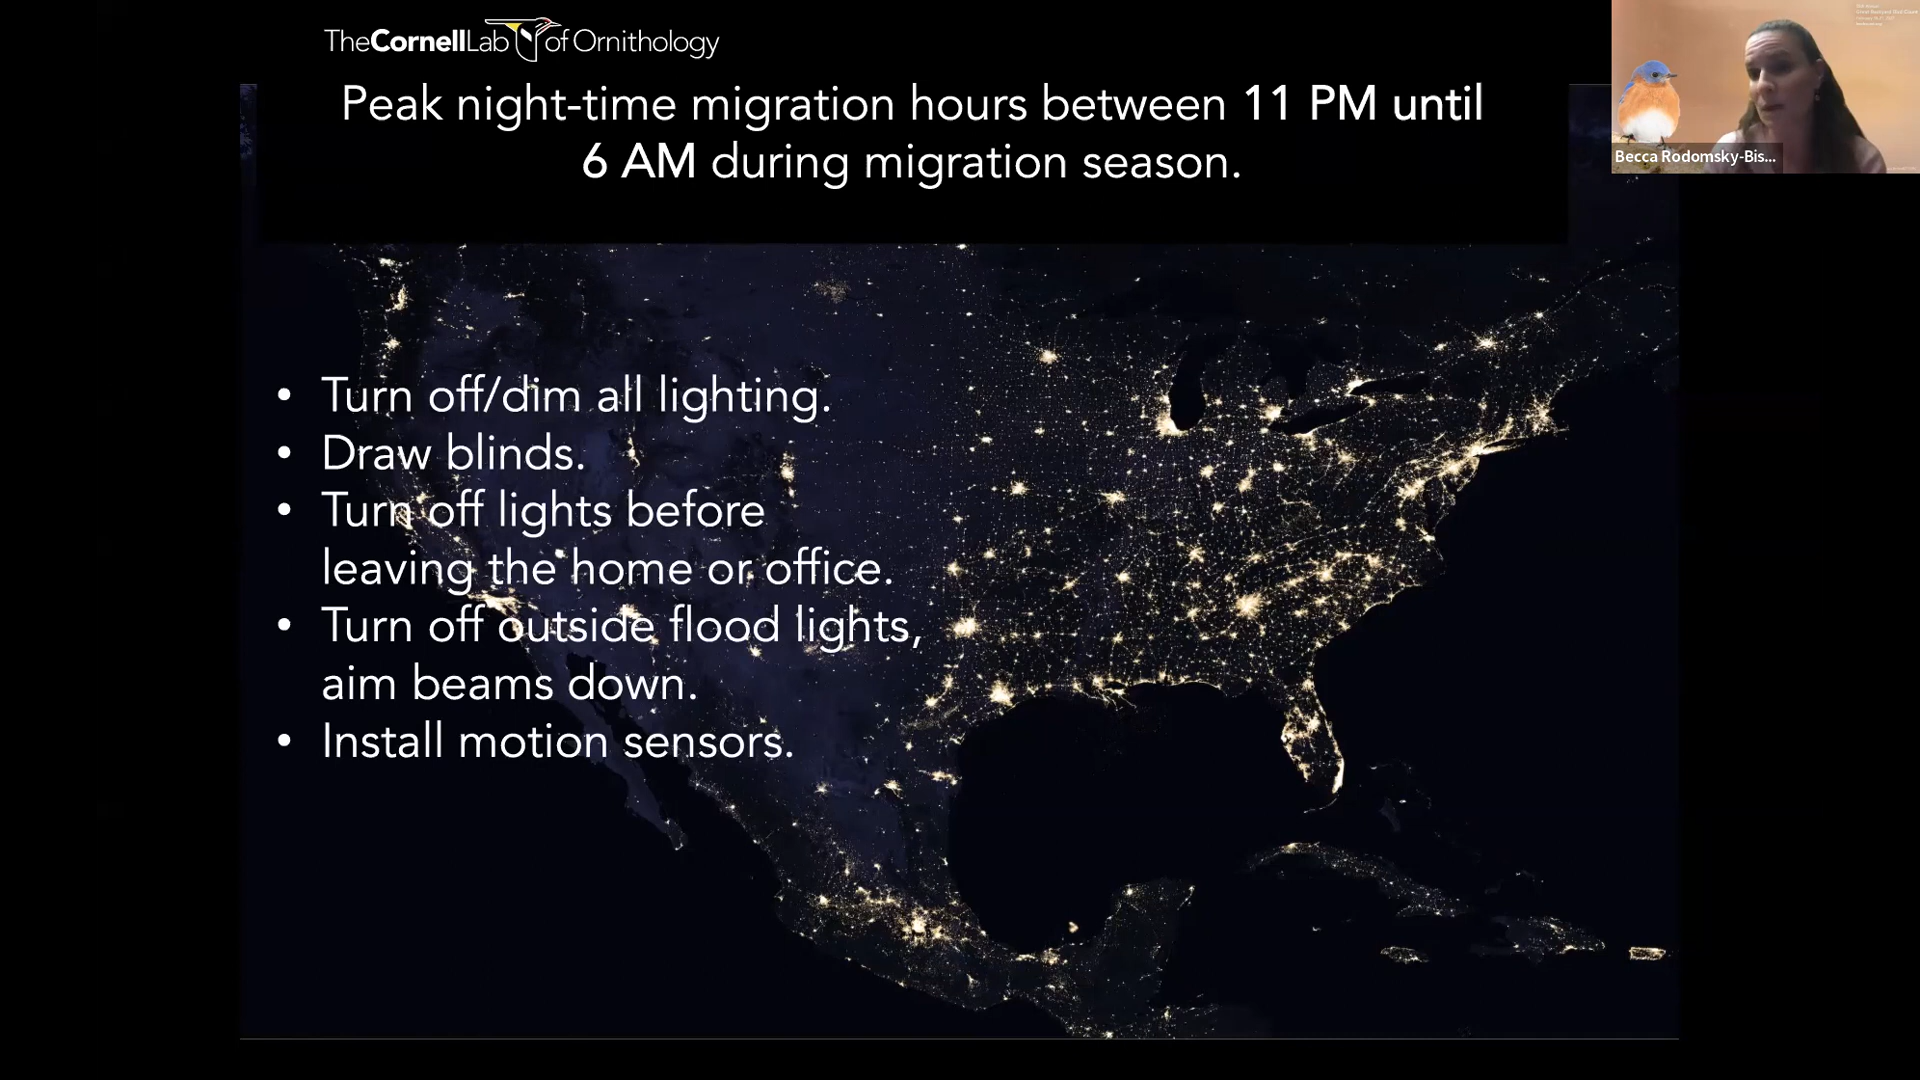 TheCornellLab of Ornithology
Peak night-time migration hours between 11 PM until
6 AM during migration season.
• Turn off/dim all lighting.
• Draw blinds.
• Turn off lights before
leaving the home or office.
• Turn off outside flood lights,
aim beams down.
• Install motion sensors.
Becca Rodomsky-Bis...